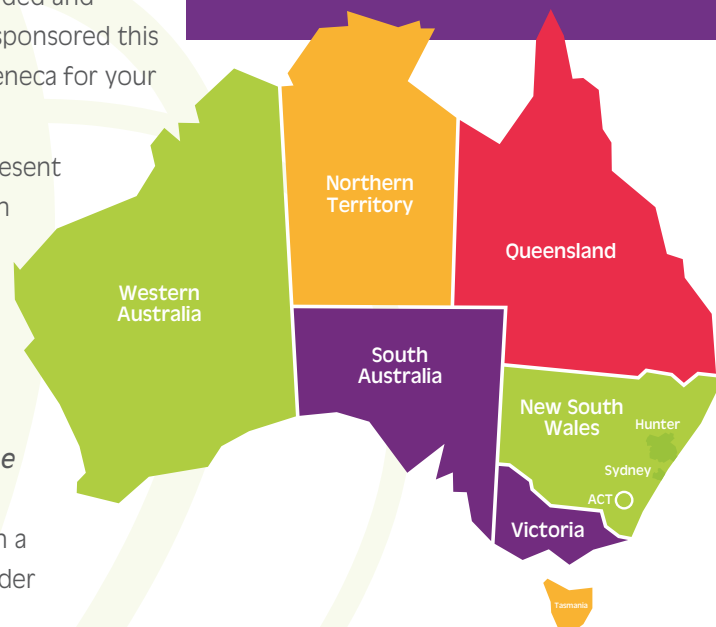 sponsored this
eneca for your
esent
Northern
Territory
Queensland
Western
Australia
South
Australia
New South
Wales
Hunter
Sydney
e
ACT
Victoria
n a
der
Tasmania